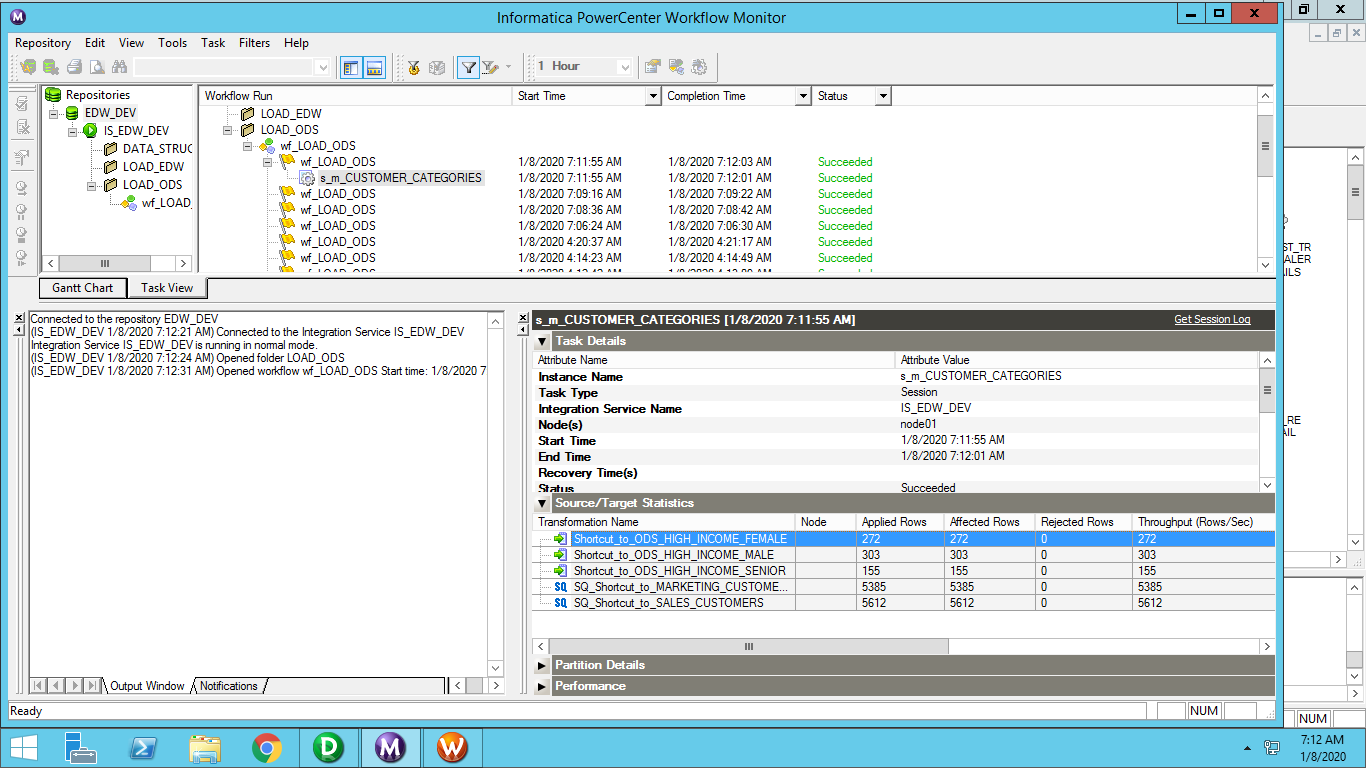 Informatica PowerCenter Workflow Monitor
Repository Edit View Tools Task Filters Help
1 Hour
Repositories
EDW_DEV
IS_EDW_DEV
DATA_STRUC
LOAD_EDW
LOAD_ODS
wf_LOAD_
Workflow Run Start Time Completion Time Status
LOAD_EDW
LOAD_ODS
wf_LOAD_ODS
wf_LOAD_ODS 1/8/2020 7:11:55 AM 1/8/2020 7:12:03 AM Succeeded
s_m_CUSTOMER_CATEGORIES 1/8/2020 7:11:55 AM 1/8/2020 7:12:01 AM Succeeded
wf_LOAD_ODS 1/8/2020 7:09:16 AM 1/8/2020 7:09:22 AM Succeeded
wf_LOAD_ODS 1/8/2020 7:08:36 AM 1/8/2020 7:08:42 AM Succeeded
wf_LOAD_ODS 1/8/2020 7:06:24 AM 1/8/2020 7:06:30 AM Succeeded
wf_LOAD_ODS 1/8/2020 4:20:37 AM 1/8/2020 4:21:17 AM Succeeded
wf_LOAD_ODS 1/8/2020 4:14:23 AM 1/8/2020 4:14:49 AM Succeeded
Gantt Chart Task View
Connected to the repository EDW_DEV
(IS_EDW_DEV 1/8/2020 7:12:21 AM) Connected to the Integration Service IS_EDW_DEV
Integration Service IS_EDW_DEV is running in normal mode.
(IS_EDW_DEV 1/8/2020 7:12:24 AM) Opened folder LOAD_ODS
(IS_EDW_DEV 1/8/2020 7:12:31 AM) Opened workflow wf_LOAD_ODS Start time: 1/8/2020 7
Output Window Notifications
s_m_CUSTOMER_CATEGORIES [1/8/2020 7:11:55 AM] Get Session Log
Task Details
Attribute Name Attribute Value
Instance Name s_m_CUSTOMER_CATEGORIES
Task Type Session
Integration Service Name IS_EDW_DEV
Node(s) node01
Start Time 1/8/2020 7:11:55 AM
End Time 1/8/2020 7:12:01 AM
Recovery Time(s)
Status Succeeded
Source/Target Statistics
Transformation Name Node Applied Rows Affected Rows Rejected Rows Throughput (Rows/Sec)
Shortcut_to_ODS_HIGH_INCOME_FEMALE 272 272 0 272
Shortcut_to_ODS_HIGH_INCOME_MALE 303 303 0 303
Shortcut_to_ODS_HIGH_INCOME_SENIOR 155 155 0 155
SQ SQ_Shortcut_to_MARKETING_CUSTOME... 5385 5385 0 5385
SQ SQ_Shortcut_to_SALES_CUSTOMERS 5612 5612 0 5612
Partition Details
Performance
Ready NUM
ST_TR
ALER
ILS
_RE
AIL
NUM
7:12 AM
1/8/2020